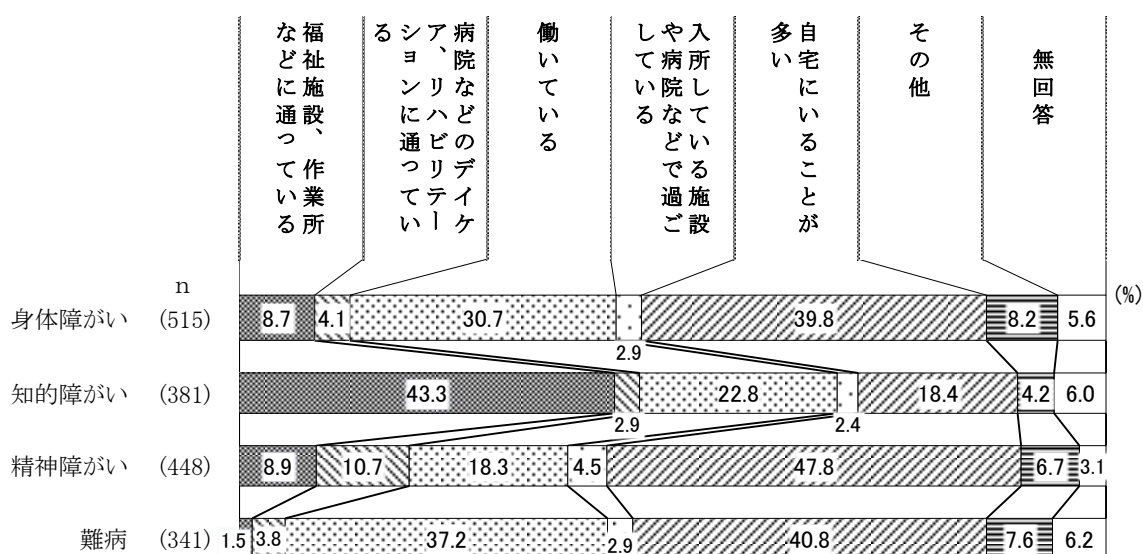 福祉施設、作業所
などに通っている
病院などのデイケ
ア、リハビリテー
ションに通ってい
る
働いている
入所している施設
や病院などで過ご
している
自宅にいることが
多い
その他
無回答
n
(%)
身体障がい (515) 8.7 4.1 30.7 2.9 39.8 8.2 5.6
知的障がい (381) 43.3 2.9 22.8 2.4 18.4 4.2 6.0
精神障がい (448) 8.9 10.7 18.3 4.5 47.8 6.7 3.1
難病 (341) 1.5 3.8 37.2 2.9 40.8 7.6 6.2